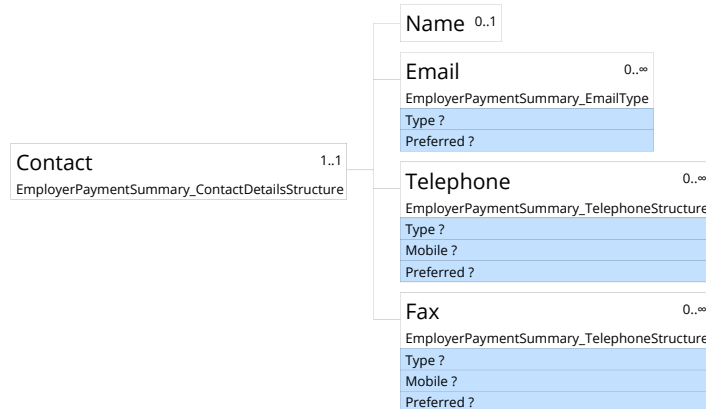 Name 0..1
Email 0..∞
EmployerPaymentSummary_EmailType
Type ?
Preferred ?
Contact 1..1
EmployerPaymentSummary_ContactDetailsStructure
Telephone 0..∞
EmployerPaymentSummary_TelephoneStructure
Type ?
Mobile ?
Preferred ?
Fax 0..∞
EmployerPaymentSummary_TelephoneStructure
Type ?
Mobile ?
Preferred ?